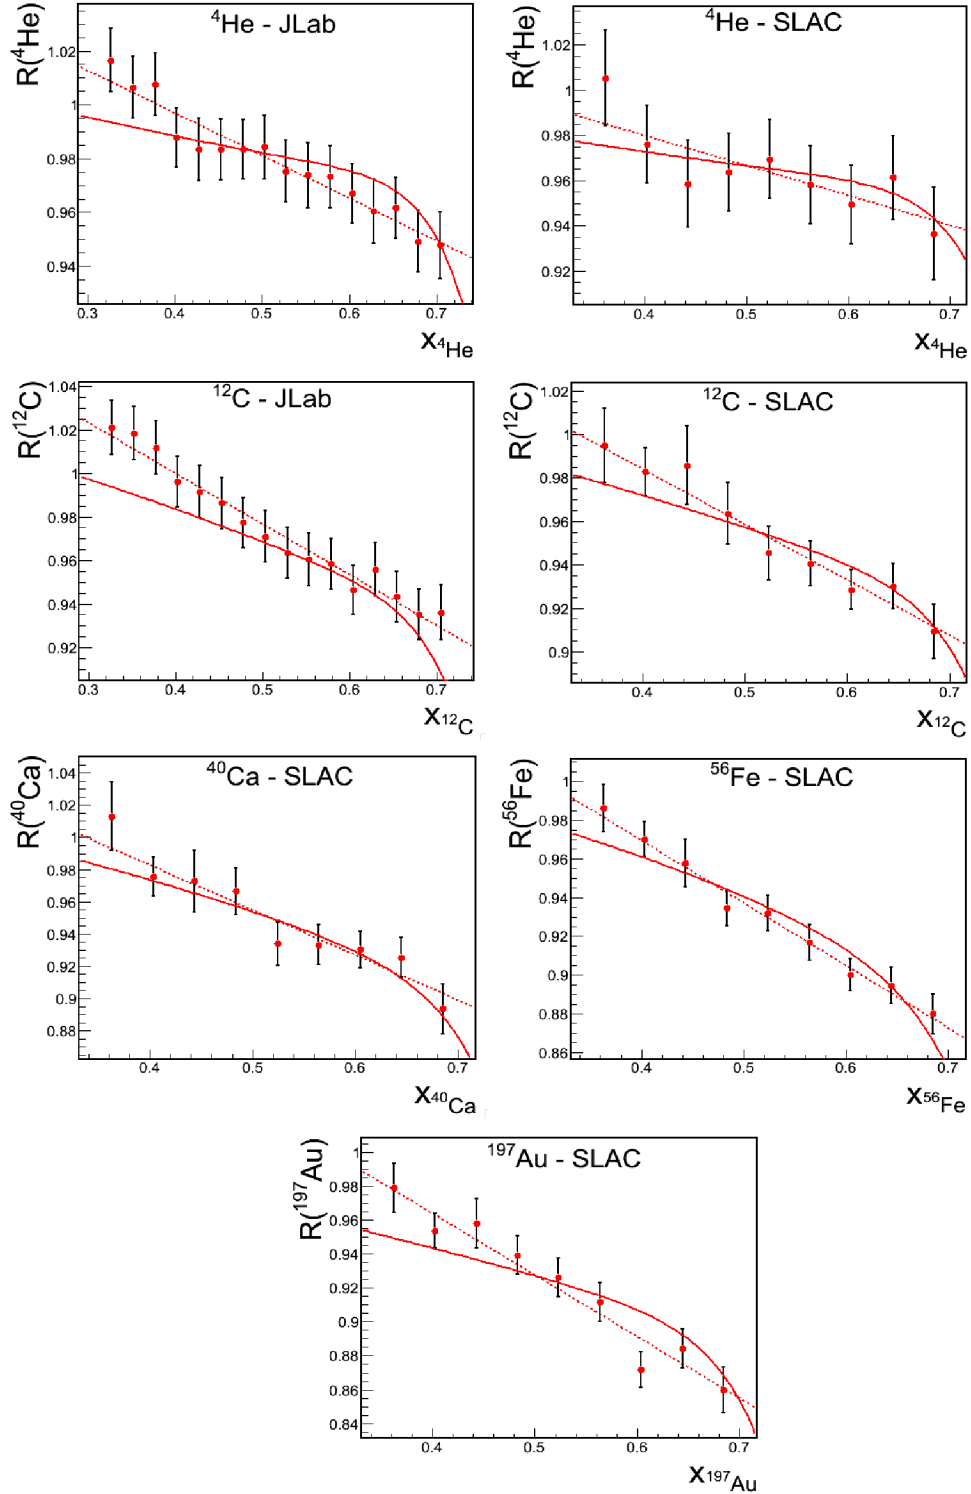 ⁴He - JLab
R(⁴He)
1.02
1
0.98
0.96
0.94
0.3 0.4 0.5 0.6 0.7
x⁴He
⁴He - SLAC
R(⁴He)
1.02
1
0.98
0.96
0.94
0.92
0.4 0.5 0.6 0.7
x⁴He
¹²C - JLab
R(¹²C)
1.04
1.02
1
0.98
0.96
0.94
0.92
0.3 0.4 0.5 0.6 0.7
x¹²C
¹²C - SLAC
R(¹²C)
1.02
1
0.98
0.96
0.94
0.92
0.9
0.4 0.5 0.6 0.7
x¹²C
⁴⁰Ca - SLAC
R(⁴⁰Ca)
1.04
1.02
1
0.98
0.96
0.94
0.92
0.9
0.88
0.4 0.5 0.6 0.7
x⁴⁰Ca
⁵⁶Fe - SLAC
R(⁵⁶Fe)
1
0.98
0.96
0.94
0.92
0.9
0.88
0.86
0.4 0.5 0.6 0.7
x⁵⁶Fe
¹⁹⁷Au - SLAC
R(¹⁹⁷Au)
1
0.98
0.96
0.94
0.92
0.9
0.88
0.86
0.84
0.4 0.5 0.6 0.7
x¹⁹⁷Au